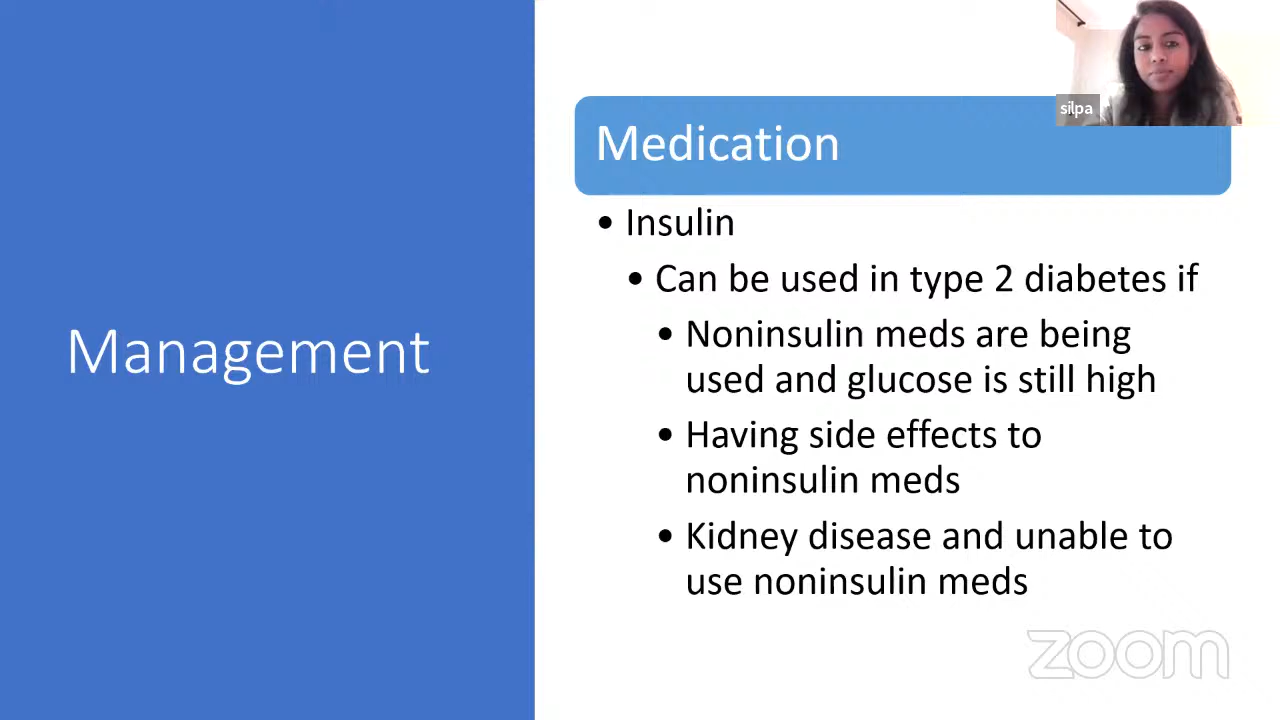 silpa
Medication
• Insulin
• Can be used in type 2 diabetes if
• Noninsulin meds are being
used and glucose is still high
• Having side effects to
noninsulin meds
• Kidney disease and unable to
use noninsulin meds
Management
zoom